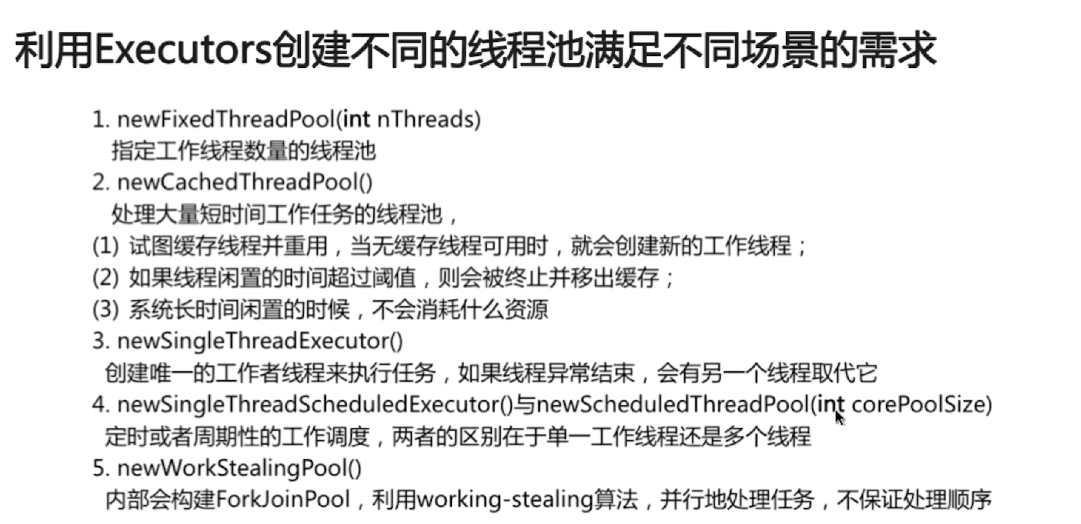 利用Executors创建不同的线程池满足不同场景的需求
1. newFixedThreadPool(int nThreads)
指定工作线程数量的线程池
2. newCachedThreadPool()
处理大量短时间工作任务的线程池，
(1) 试图缓存线程并重用，当无缓存线程可用时，就会创建新的工作线程；
(2) 如果线程闲置的时间超过阈值，则会被终止并移出缓存；
(3) 系统长时间闲置的时候，不会消耗什么资源
3. newSingleThreadExecutor()
创建唯一的工作者线程来执行任务，如果线程异常结束，会有另一个线程取代它
4. newSingleThreadScheduledExecutor()与newScheduledThreadPool(int corePoolSize)
定时或者周期性的工作调度，两者的区别在于单一工作线程还是多个线程
5. newWorkStealingPool()
内部会构建ForkJoinPool，利用working-stealing算法，并行地处理任务，不保证处理顺序